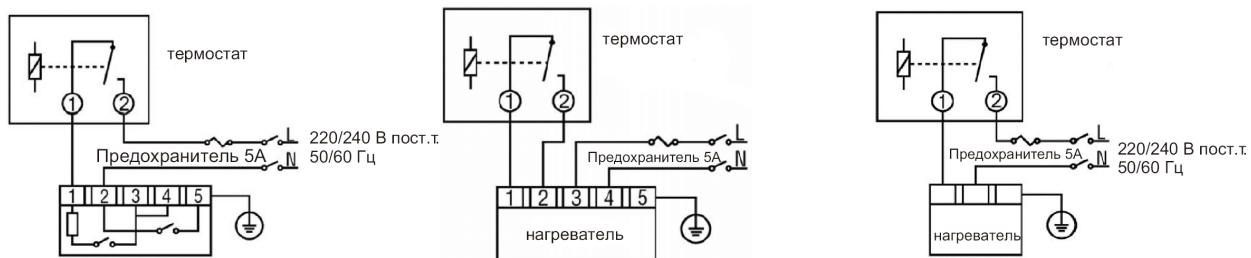 термостат
1 2
L
220/240 В пост.т.
Предохранитель 5А
N
50/60 Гц
1 2 3 4 5
термостат
1 2
L
Предохранитель 5А
N
1 2 3 4 5
нагреватель
термостат
1 2
L
220/240 В пост.т.
Предохранитель 5А
N
50/60 Гц
нагреватель